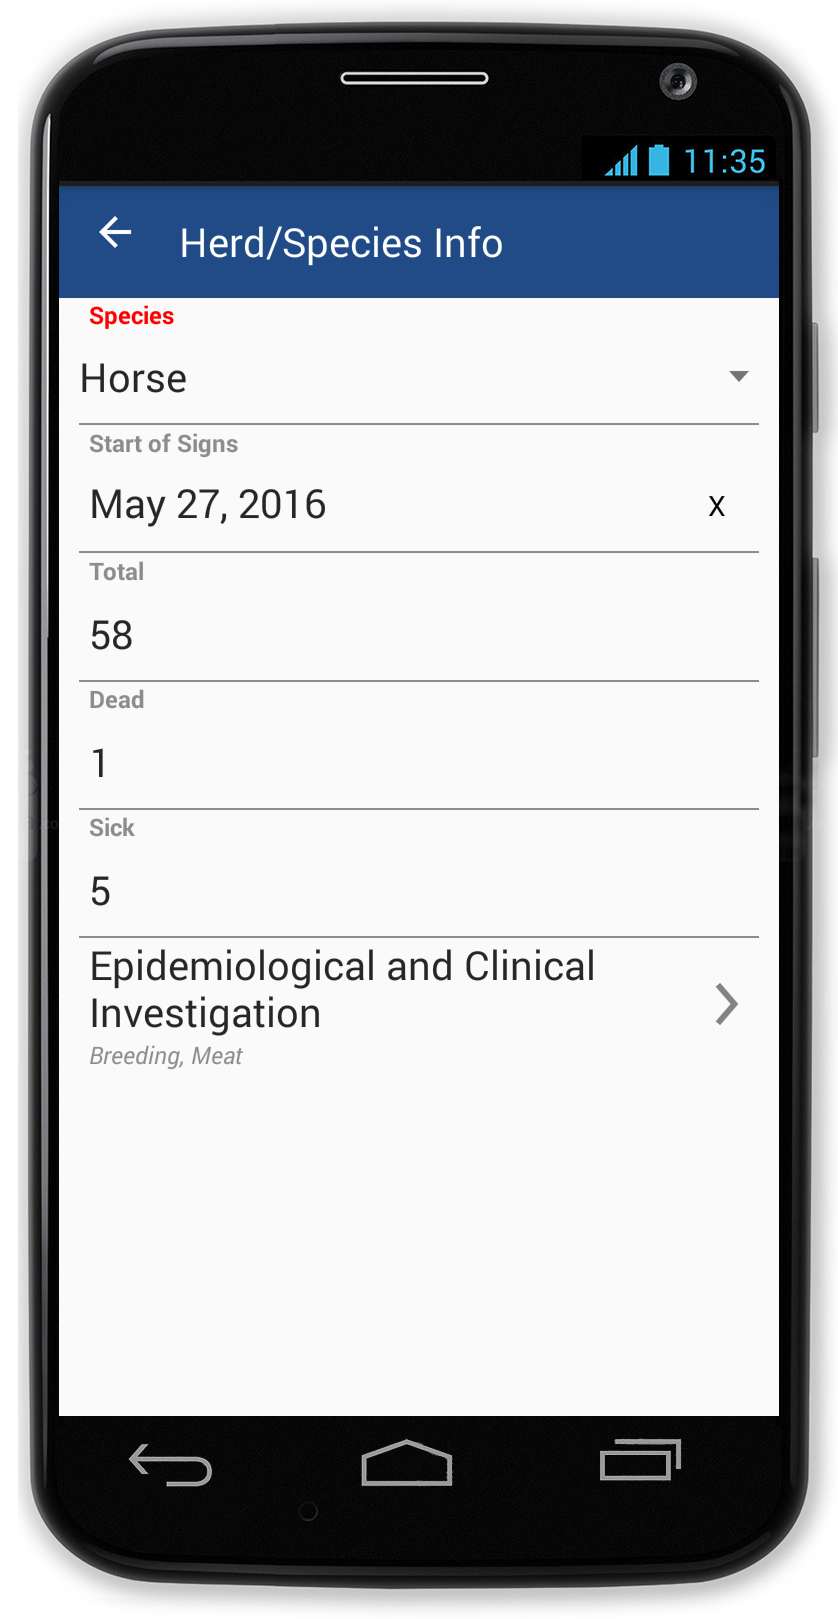 11:35
Herd/Species Info
Species
Horse
Start of Signs
May 27, 2016
x
Total
58
Dead
1
Sick
5
Epidemiological and Clinical
Investigation
Breeding, Meat